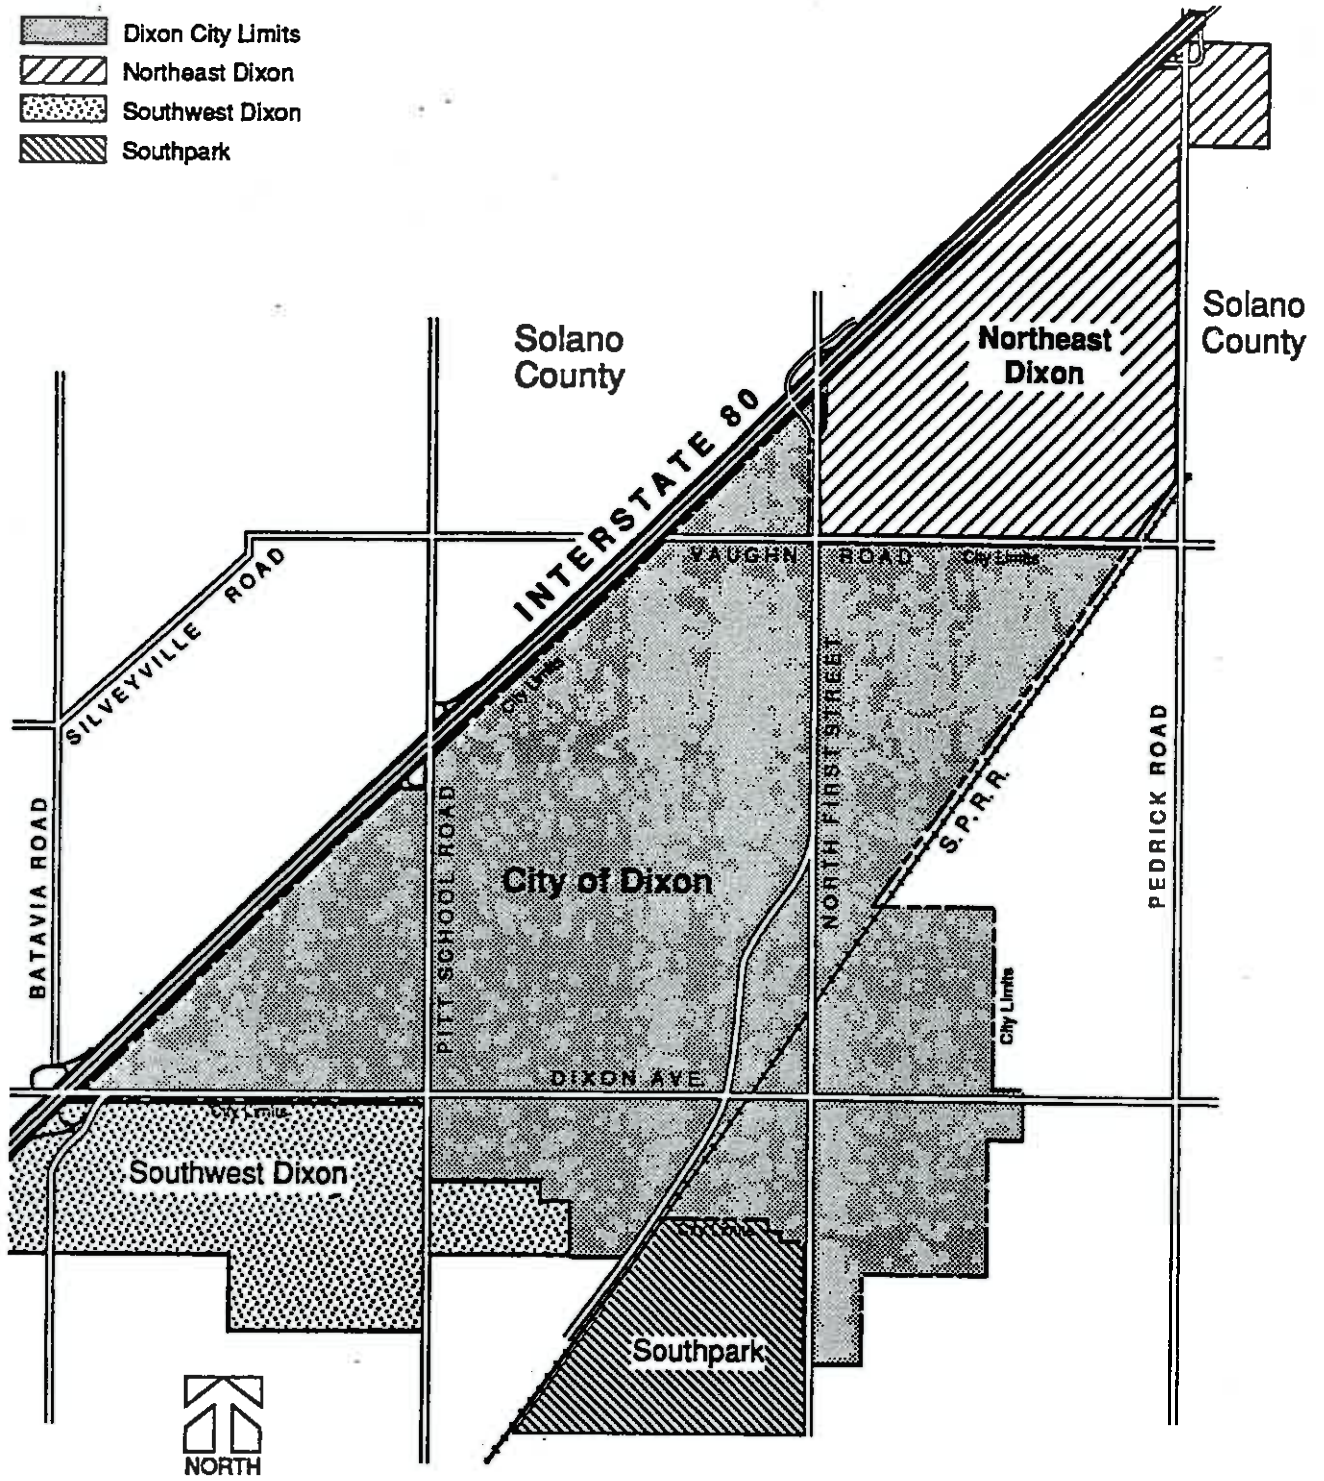 Dixon City Limits
Northeast Dixon
Southwest Dixon
Southpark
Solano
County
Solano
County
Northeast
Dixon
INTERSTATE 80
VAUGHN ROAD
City Limits
SILVEYVILLE ROAD
City Limits
NORTH FIRST STREET
S.P.R.R.
PEDRICK ROAD
BATAVIA ROAD
PITT SCHOOL ROAD
City of Dixon
City Limits
DIXON AVE
City Limits
Southwest Dixon
City Limits
Southpark
NORTH